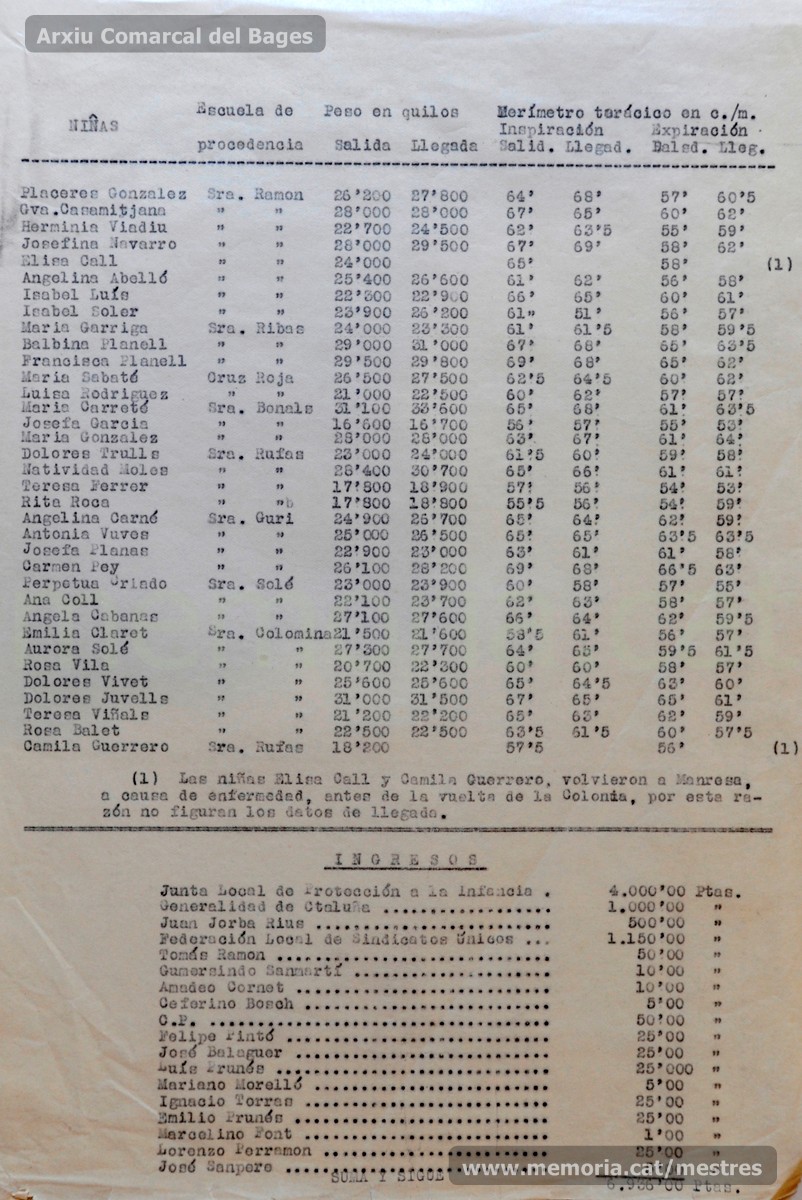 Arxiu Comarcal del Bages
Escuela de Peso en quilos Merímetro torácico en c./m.
NIÑAS Inspiración Expiración
procedencia Salida Llegada Salid. Llegad. Lleg.
Placeres Gonzalez Sra. Ramon 26'200 27'800 64' 68' 57' 60'5
Gva.Casamitjana " " 28'000 28'000 67' 65' 60' 62'
Herminia Viadiu " " 22'700 24'500 62' 63'5 55' 59'
Josefina Navarro " " 28'000 29'500 67' 69' 58' 62'
Elisa Call " " 24'000 65' 58' (1)
Angelina Abelló " " 25'400 26'600 61' 62' 56' 58'
Isabel Luís " " 22'300 22'900 66' 65' 60' 61'
Isabel Soler " " 23'900 26'200 61" 51' 56' 57'
Maria Garriga Sra. Ribas 24'000 23'300 61' 61'5 58' 59'5
Balbina Planell " " 29'000 31'000 67' 68' 65' 63'5
Francisca Planell " " 29'500 29'800 69' 68' 65' 62'
Maria Sabaté Cruz Roja 26'500 27'500 62'5 64'5 60' 62'
Luisa Rodriguez " " 21'000 22'500 60' 62' 57' 57'
Maria Carreté Sra. Bonals 31'100 33'600 65' 68' 61' 63'5
Josefa Garcia " " 16'600 16'700 56' 57' 55' 53'
Maria Gonzalez " " 28'000 28'000 63' 67' 61' 64'
Dolores Trulls Sra. Rufas 23'000 24'000 61'5 60' 59' 58'
Natividad Moles " " 28'400 30'700 65' 66' 61' 61'
Teresa Ferrer " " 17'800 18'900 57' 56' 54' 53'
Rita Roca " " 17'800 18'800 55'5 56' 54' 59'
Angelina Carné Sra. Guri 24'900 26'700 65' 64' 62' 59'
Antonia Vuves " " 25'000 26'500 65' 65' 63'5 63'5
Josefa Planas " " 22'900 23'000 63' 61' 61' 58'
Carmen Pey " " 26'100 28'200 69' 68' 66'5 63'
Perpetua Criado Sra. Solé 23'000 23'900 60' 58' 57' 55'
Ana Coll " " 22'100 23'700 62' 63' 58' 57'
Angela Cabanas " " 27'100 27'600 66' 64' 62' 59'5
Emilia Claret Sra. Colomina 21'500 21'600 58'5 61' 56' 57'
Aurora Solé " " 27'300 27'700 64' 65' 59'5 61'5
Rosa Vila " " 20'700 22'300 60' 60' 58' 57'
Dolores Vivet " " 25'600 25'600 65' 64'5 63' 60'
Dolores Juvells " " 31'000 31'500 67' 65' 65' 61'
Teresa Viñals " " 21'200 22'200 65' 63' 62' 59'
Rosa Balet " " 22'500 22'500 63'5 61'5 60' 57'5
Camila Guerrero Sra. Rufas 18'200 57'5 56' (1)
(1) Las niñas Elisa Call y Camila Guerrero, volvieron a Manresa,
a causa de enfermedad, antes de la vuelta de la Colonia, por esta ra-
zón no figuran los datos de llegada.
INGRESOS
Junta Local de Protección a la Infancia . 4.000'00 Ptas.
Generalidad de Ctaluña .................. 1.000'00 "
Juan Jorba Rius ......................... 500'00 "
Federación Local de Sindicatos Únicos ... 1.150'00 "
Tomás Ramon ............................. 50'00 "
Gumersindo Sanmartí ..................... 10'00 "
Amadeo Cornet ........................... 10'00 "
Ceferino Bosch .......................... 5'00 "
C.P. .................................... 50'00 "
Felipe Pintó ............................ 25'00 "
José Balaguer ........................... 25'00 "
Luís Prunés ............................. 25'000 "
Mariano Morelló ......................... 5'00 "
Ignacio Torras .......................... 25'00 "
Emilio Prunés ........................... 25'00 "
Marcelino Font .......................... 1'00 "
Lorenzo Perramon ........................ 25'00 "
José Sanpere ............................
SUMA Y SIGUE 6.936'00 Ptas.
www.memoria.cat/mestres